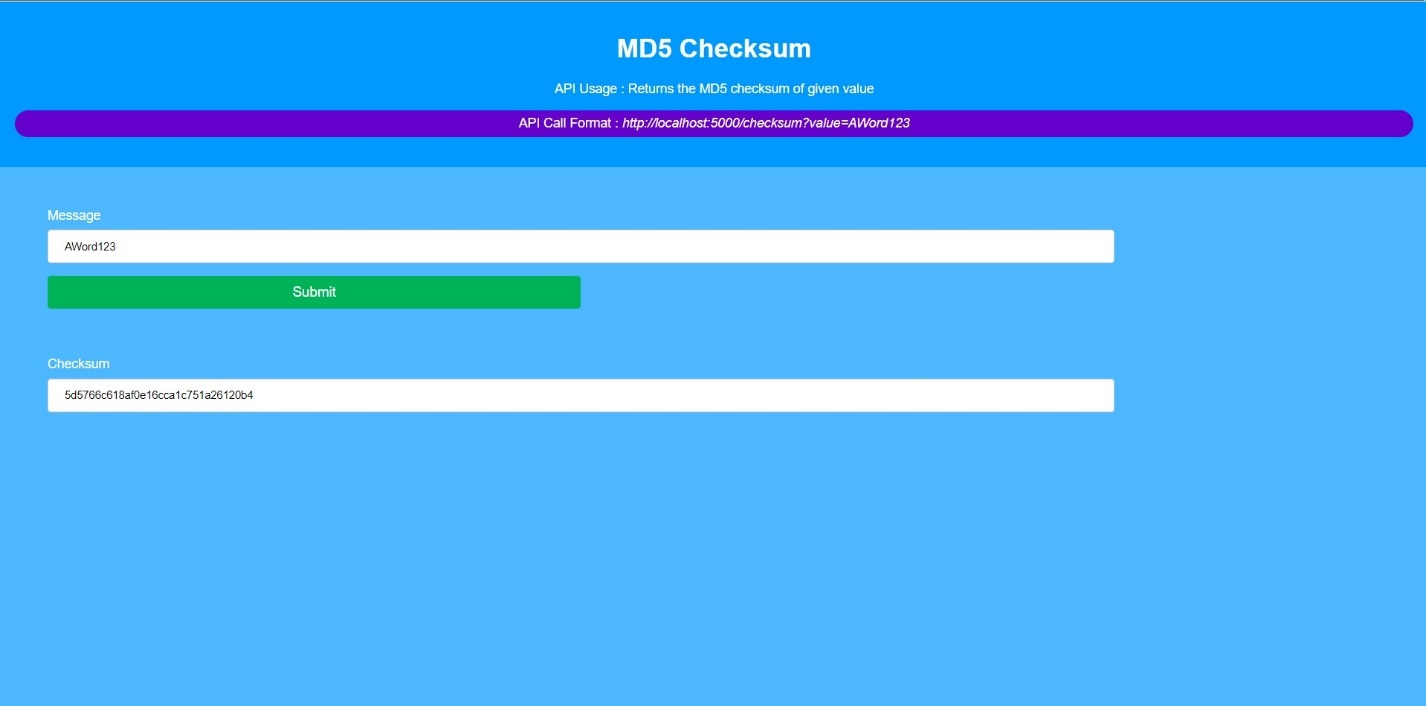 MD5 Checksum
API Usage : Returns the MD5 checksum of given value
API Call Format : http://localhost:5000/checksum?value=AWord123
Message
AWord123
Submit
Checksum
5d5766c618af0e16cca1c751a26120b4